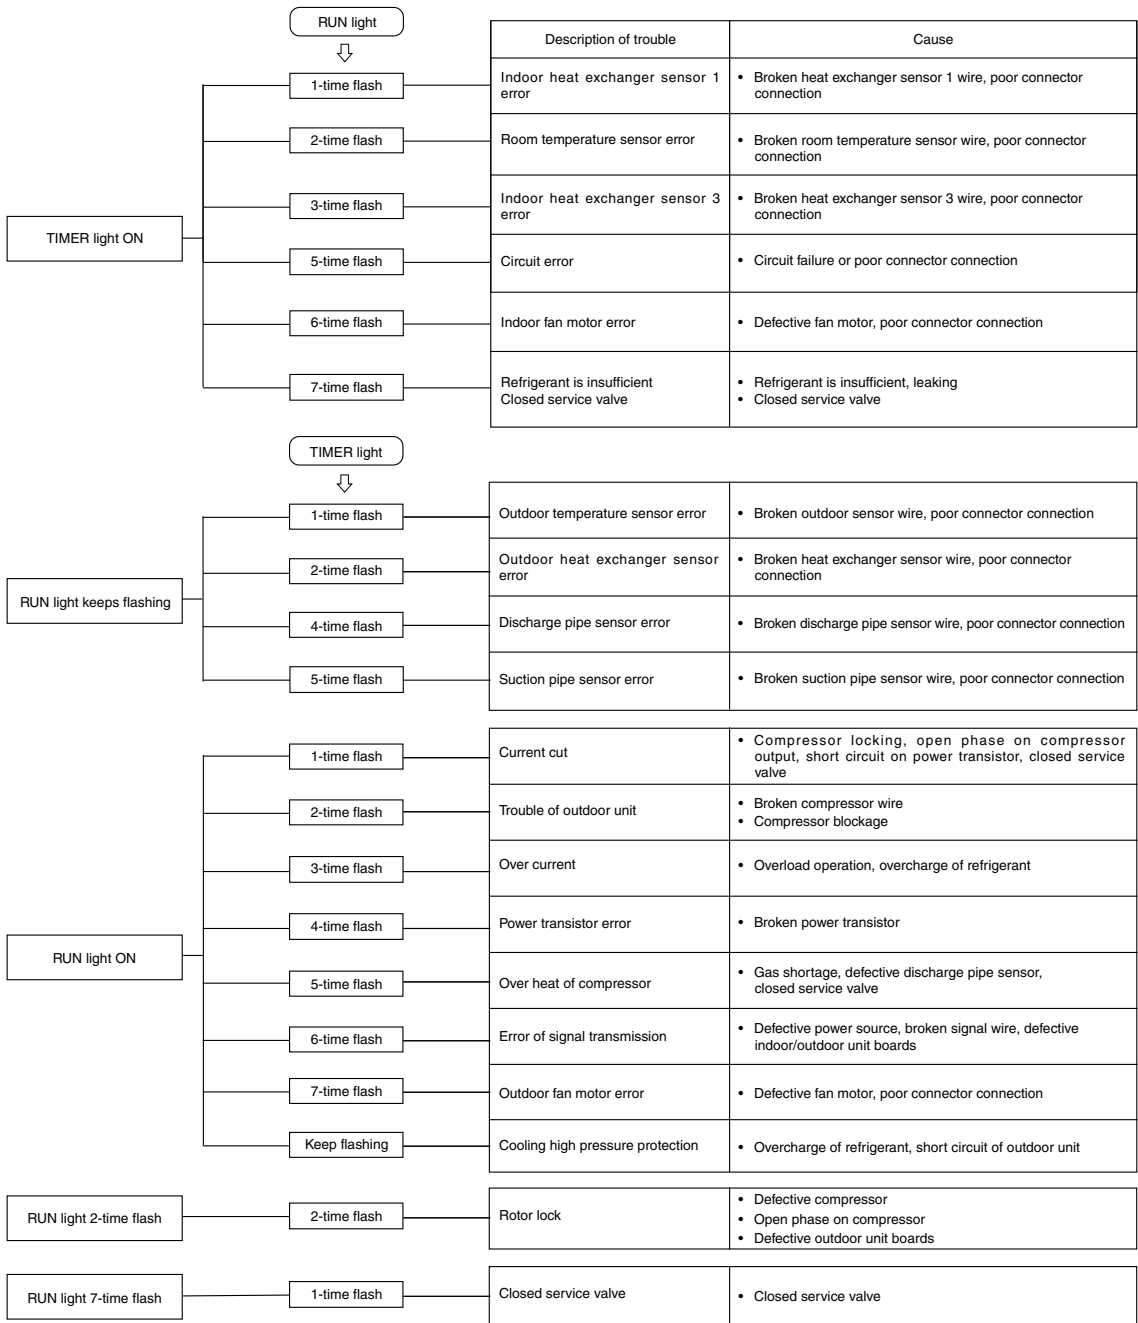 RUN light
Description of trouble
Cause
1-time flash
Indoor heat exchanger sensor 1
error
• Broken heat exchanger sensor 1 wire, poor connector
connection
2-time flash
Room temperature sensor error
• Broken room temperature sensor wire, poor connector
connection
3-time flash
Indoor heat exchanger sensor 3
error
• Broken heat exchanger sensor 3 wire, poor connector
connection
TIMER light ON
5-time flash
Circuit error
• Circuit failure or poor connector connection
6-time flash
Indoor fan motor error
• Defective fan motor, poor connector connection
7-time flash
Refrigerant is insufficient
Closed service valve
• Refrigerant is insufficient, leaking
• Closed service valve
TIMER light
1-time flash
Outdoor temperature sensor error
• Broken outdoor sensor wire, poor connector connection
2-time flash
Outdoor heat exchanger sensor
error
• Broken heat exchanger sensor wire, poor connector
connection
RUN light keeps flashing
4-time flash
Discharge pipe sensor error
• Broken discharge pipe sensor wire, poor connector connection
5-time flash
Suction pipe sensor error
• Broken suction pipe sensor wire, poor connector connection
1-time flash
Current cut
• Compressor locking, open phase on compressor
output, short circuit on power transistor, closed service
valve
2-time flash
Trouble of outdoor unit
• Broken compressor wire
• Compressor blockage
3-time flash
Over current
• Overload operation, overcharge of refrigerant
4-time flash
Power transistor error
• Broken power transistor
RUN light ON
5-time flash
Over heat of compressor
• Gas shortage, defective discharge pipe sensor,
closed service valve
6-time flash
Error of signal transmission
• Defective power source, broken signal wire, defective
indoor/outdoor unit boards
7-time flash
Outdoor fan motor error
• Defective fan motor, poor connector connection
Keep flashing
Cooling high pressure protection
• Overcharge of refrigerant, short circuit of outdoor unit
RUN light 2-time flash
2-time flash
Rotor lock
• Defective compressor
• Open phase on compressor
• Defective outdoor unit boards
RUN light 7-time flash
1-time flash
Closed service valve
• Closed service valve